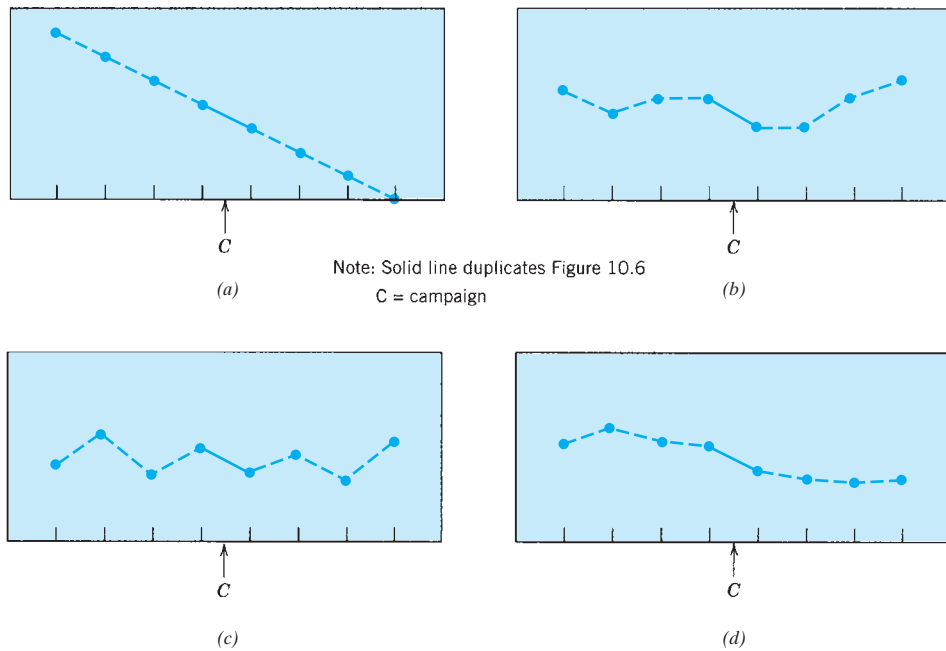 C
C
Note: Solid line duplicates Figure 10.6
C = campaign
(a)
(b)
C
C
(c)
(d)